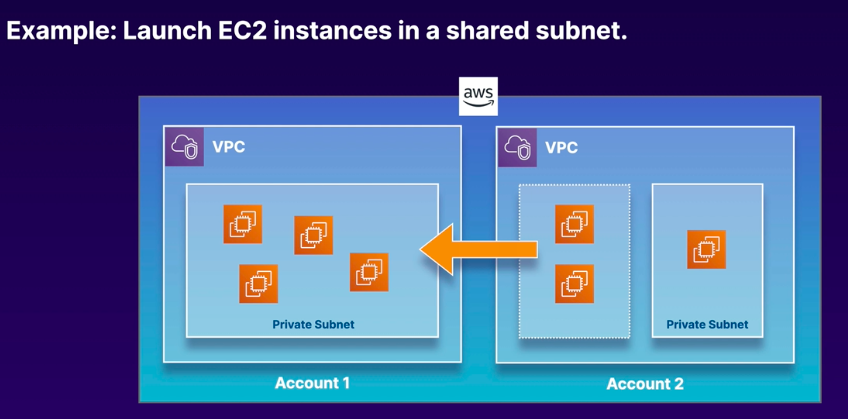 Example: Launch EC2 instances in a shared subnet.
aws
VPC
VPC
Private Subnet
Private Subnet
Account 1
Account 2